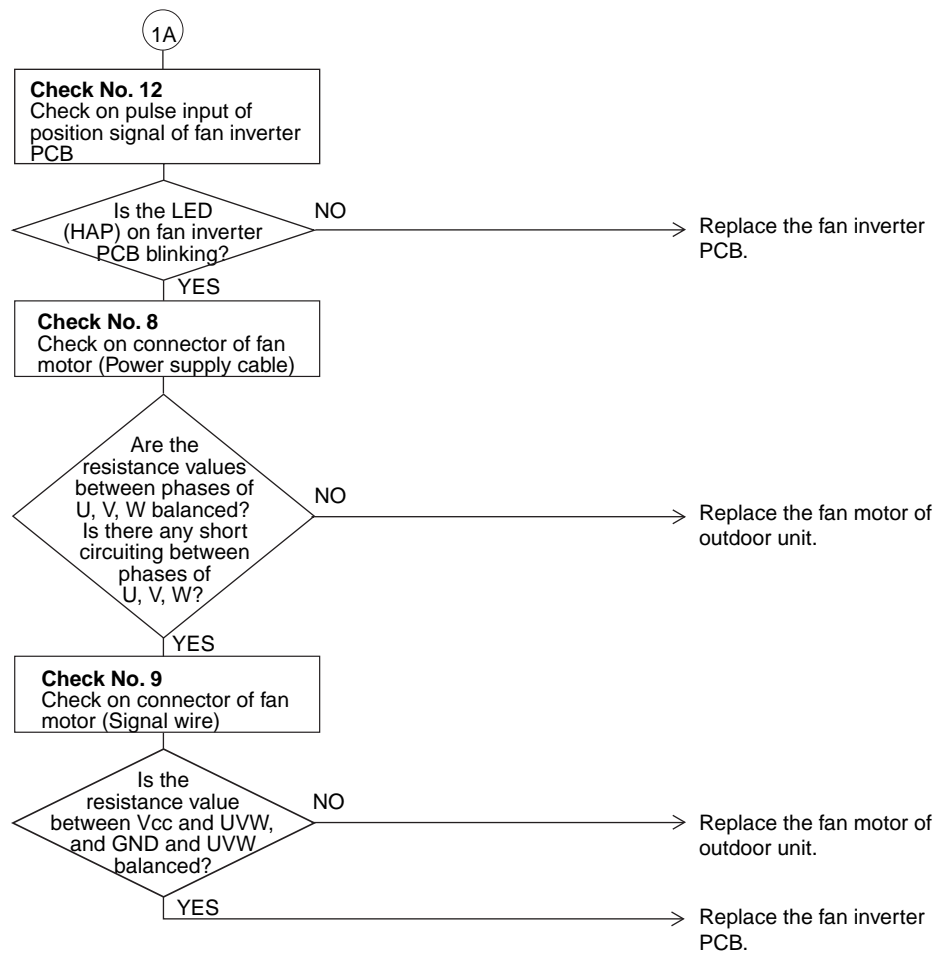 1A
Check No. 12
Check on pulse input of
position signal of fan inverter
PCB
Is the LED
(HAP) on fan inverter
PCB blinking?
NO
Replace the fan inverter
PCB.
YES
Check No. 8
Check on connector of fan
motor (Power supply cable)
Are the
resistance values
between phases of
U, V, W balanced?
Is there any short
circuiting between
phases of
U, V, W?
NO
Replace the fan motor of
outdoor unit.
YES
Check No. 9
Check on connector of fan
motor (Signal wire)
Is the
resistance value
between Vcc and UVW,
and GND and UVW
balanced?
NO
Replace the fan motor of
outdoor unit.
YES
Replace the fan inverter
PCB.